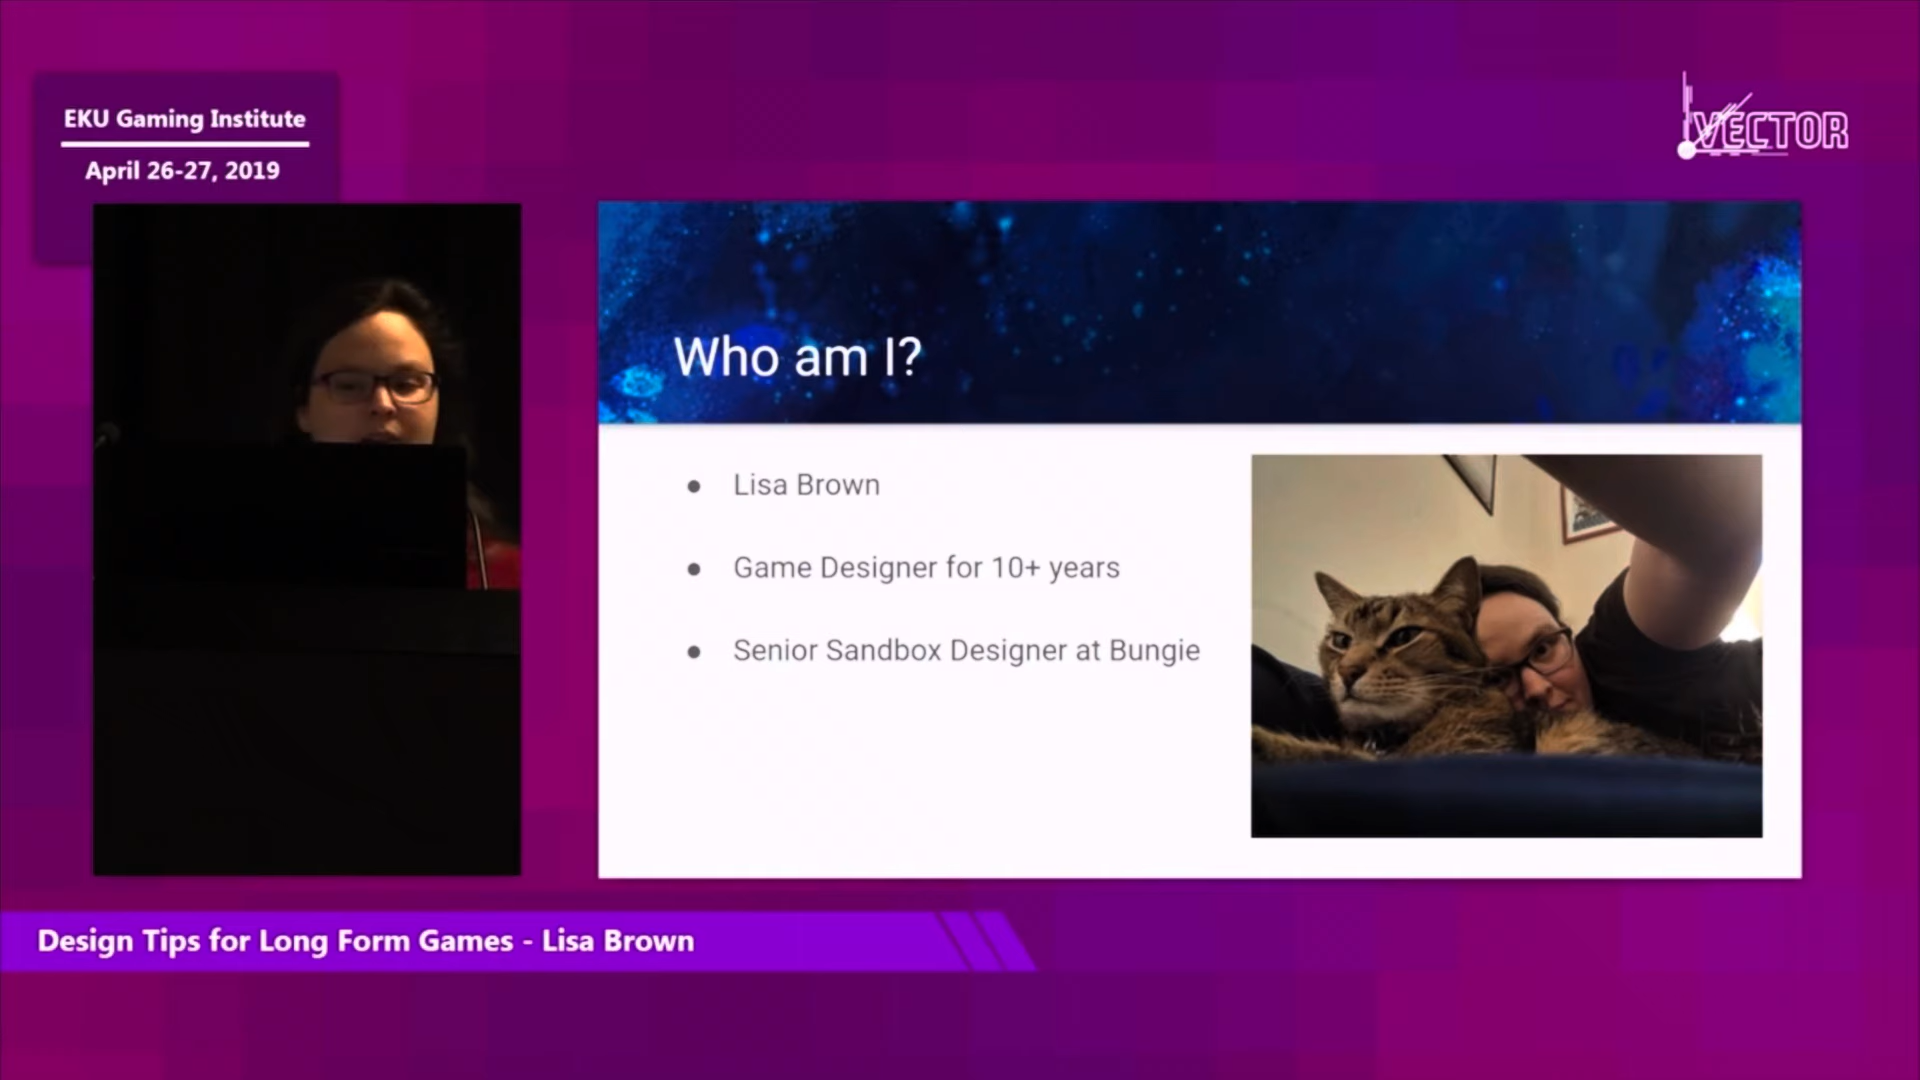 EKU Gaming Institute
April 26-27, 2019
VECTOR
Who am I?
● Lisa Brown
● Game Designer for 10+ years
● Senior Sandbox Designer at Bungie
Design Tips for Long Form Games - Lisa Brown